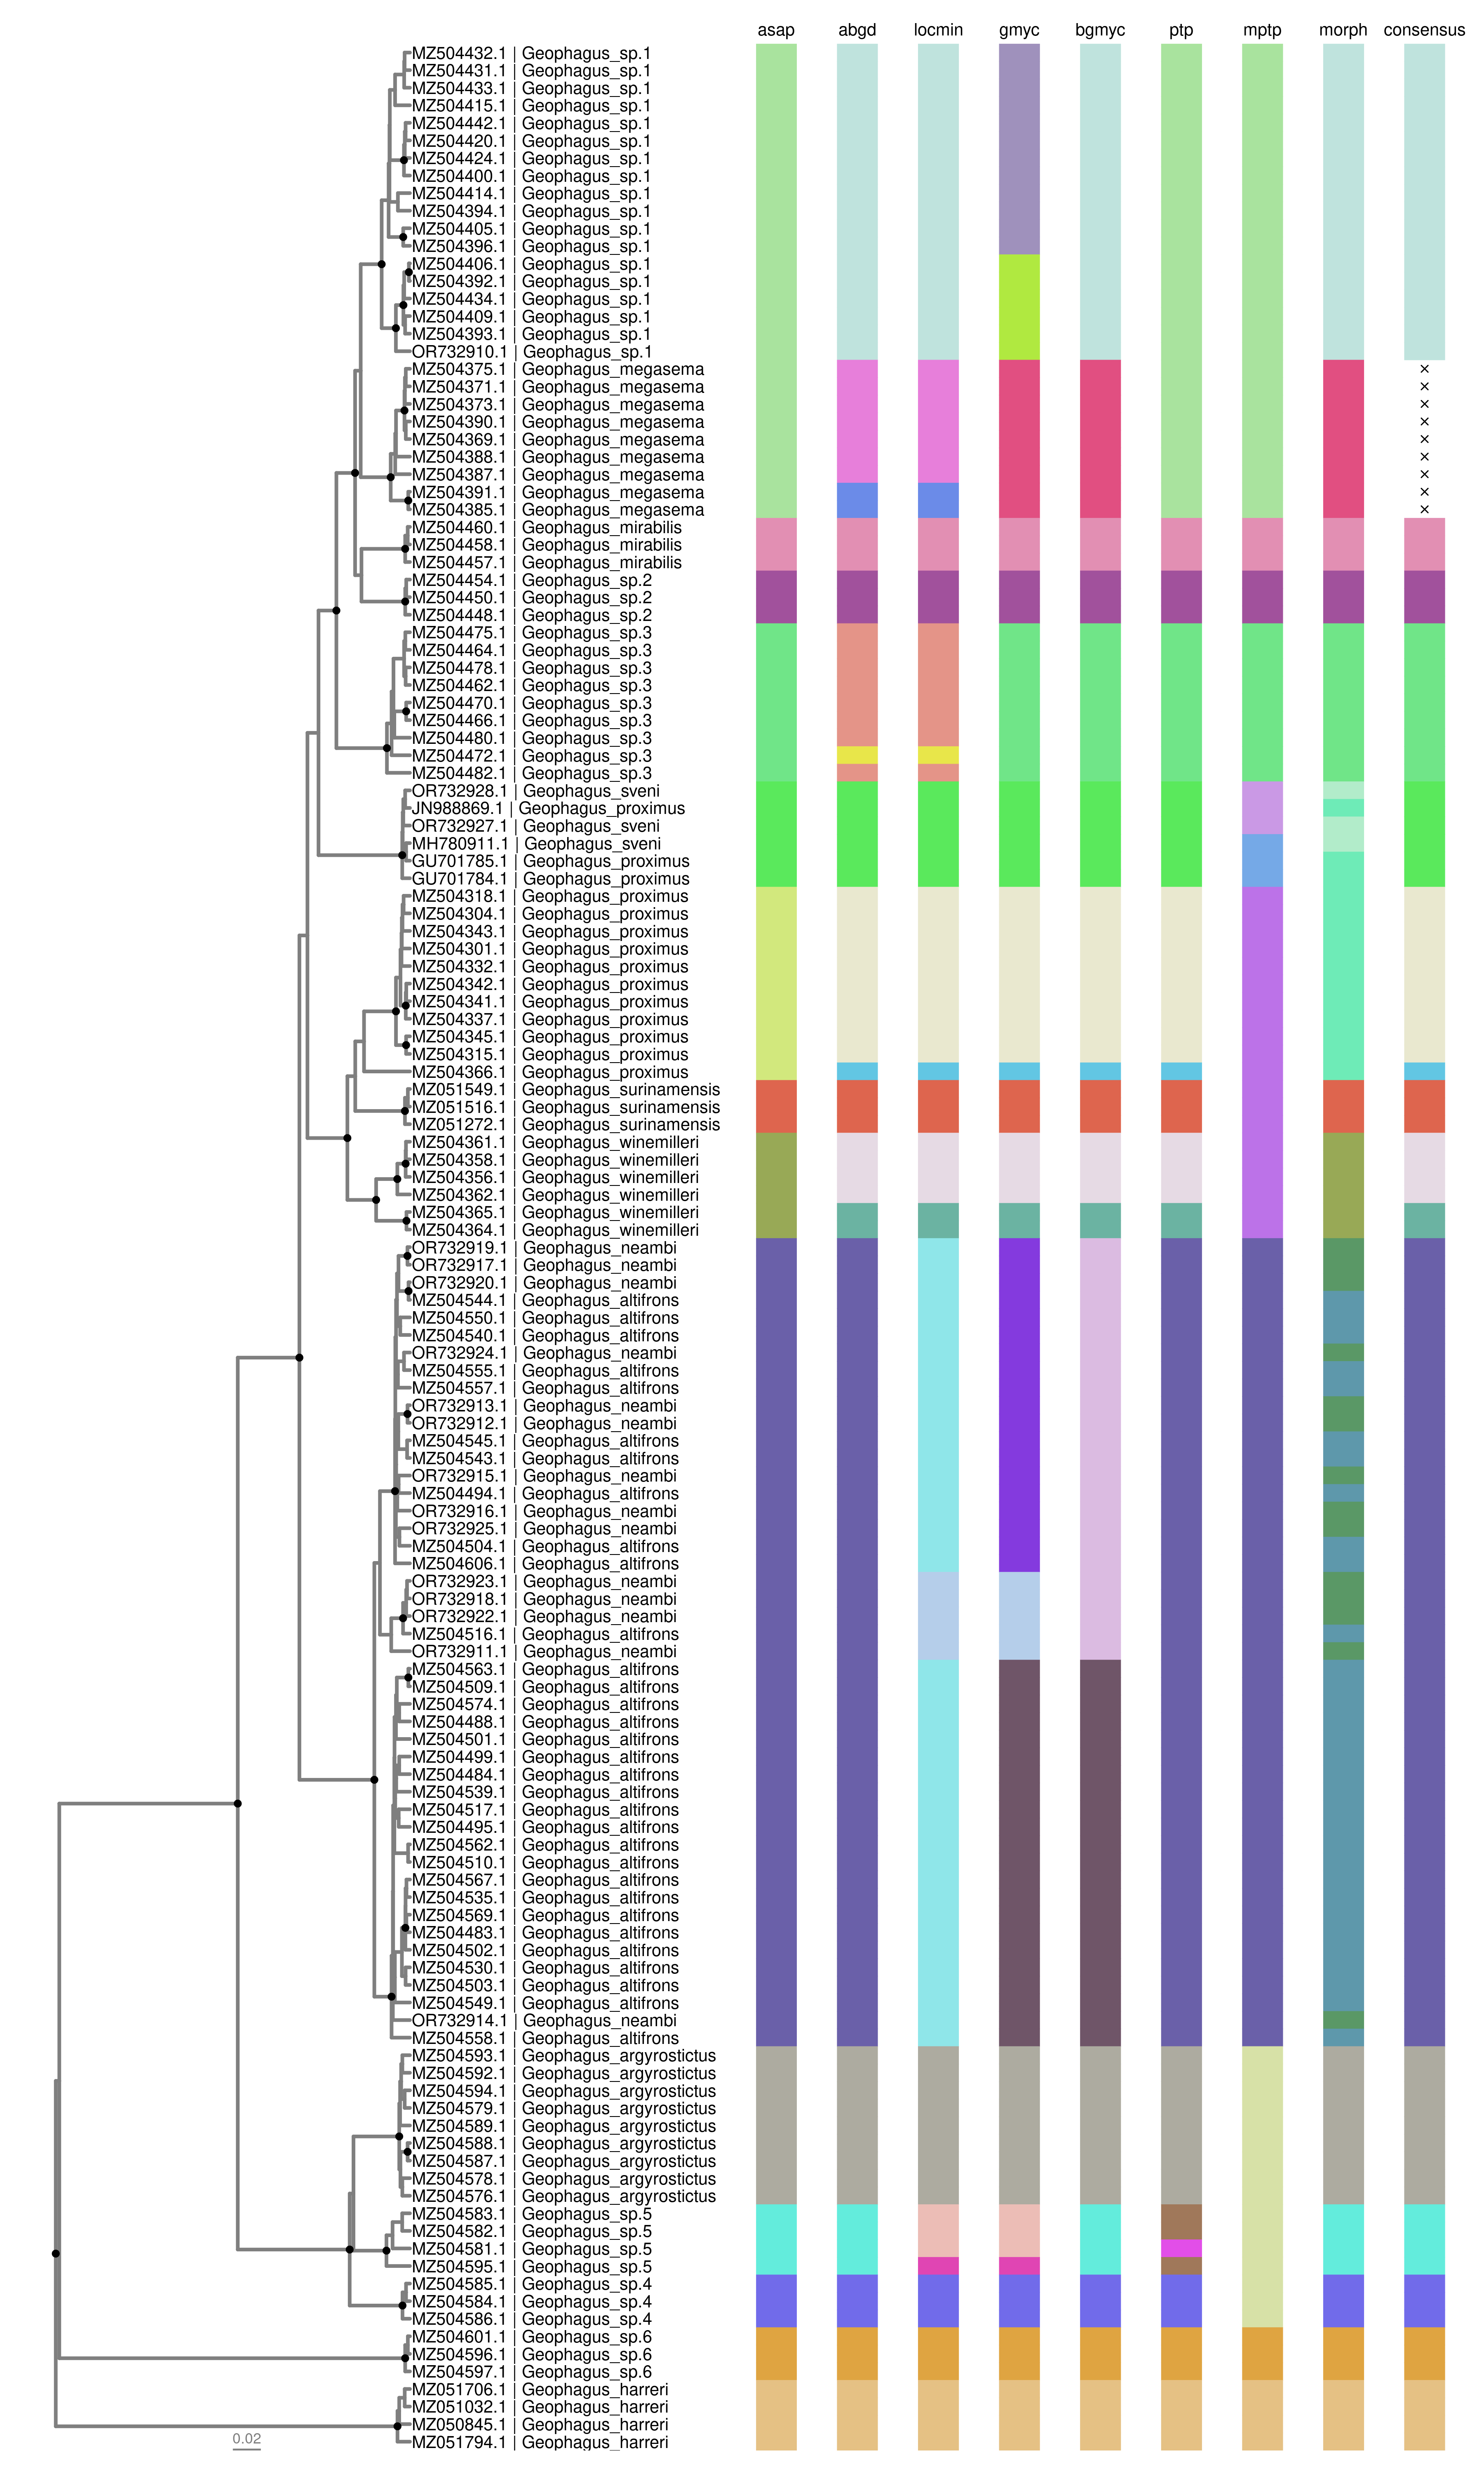 asap abgd locmin gmyc bgmyc ptp mptp morph consensus
MZ504432.1 | Geophagus_sp.1
MZ504431.1 | Geophagus_sp.1
MZ504433.1 | Geophagus_sp.1
MZ504415.1 | Geophagus_sp.1
MZ504442.1 | Geophagus_sp.1
MZ504420.1 | Geophagus_sp.1
MZ504424.1 | Geophagus_sp.1
MZ504400.1 | Geophagus_sp.1
MZ504414.1 | Geophagus_sp.1
MZ504394.1 | Geophagus_sp.1
MZ504405.1 | Geophagus_sp.1
MZ504396.1 | Geophagus_sp.1
MZ504406.1 | Geophagus_sp.1
MZ504392.1 | Geophagus_sp.1
MZ504434.1 | Geophagus_sp.1
MZ504409.1 | Geophagus_sp.1
MZ504393.1 | Geophagus_sp.1
OR732910.1 | Geophagus_sp.1
MZ504375.1 | Geophagus_megasema ×
MZ504371.1 | Geophagus_megasema ×
MZ504373.1 | Geophagus_megasema ×
MZ504390.1 | Geophagus_megasema ×
MZ504369.1 | Geophagus_megasema ×
MZ504388.1 | Geophagus_megasema ×
MZ504387.1 | Geophagus_megasema ×
MZ504391.1 | Geophagus_megasema ×
MZ504385.1 | Geophagus_megasema ×
MZ504460.1 | Geophagus_mirabilis
MZ504458.1 | Geophagus_mirabilis
MZ504457.1 | Geophagus_mirabilis
MZ504454.1 | Geophagus_sp.2
MZ504450.1 | Geophagus_sp.2
MZ504448.1 | Geophagus_sp.2
MZ504475.1 | Geophagus_sp.3
MZ504464.1 | Geophagus_sp.3
MZ504478.1 | Geophagus_sp.3
MZ504462.1 | Geophagus_sp.3
MZ504470.1 | Geophagus_sp.3
MZ504466.1 | Geophagus_sp.3
MZ504480.1 | Geophagus_sp.3
MZ504472.1 | Geophagus_sp.3
MZ504482.1 | Geophagus_sp.3
OR732928.1 | Geophagus_sveni
JN988869.1 | Geophagus_proximus
OR732927.1 | Geophagus_sveni
MH780911.1 | Geophagus_sveni
GU701785.1 | Geophagus_proximus
GU701784.1 | Geophagus_proximus
MZ504318.1 | Geophagus_proximus
MZ504304.1 | Geophagus_proximus
MZ504343.1 | Geophagus_proximus
MZ504301.1 | Geophagus_proximus
MZ504332.1 | Geophagus_proximus
MZ504342.1 | Geophagus_proximus
MZ504341.1 | Geophagus_proximus
MZ504337.1 | Geophagus_proximus
MZ504345.1 | Geophagus_proximus
MZ504315.1 | Geophagus_proximus
MZ504366.1 | Geophagus_proximus
MZ051549.1 | Geophagus_surinamensis
MZ051516.1 | Geophagus_surinamensis
MZ051272.1 | Geophagus_surinamensis
MZ504361.1 | Geophagus_winemilleri
MZ504358.1 | Geophagus_winemilleri
MZ504356.1 | Geophagus_winemilleri
MZ504362.1 | Geophagus_winemilleri
MZ504365.1 | Geophagus_winemilleri
MZ504364.1 | Geophagus_winemilleri
OR732919.1 | Geophagus_neambi
OR732917.1 | Geophagus_neambi
OR732920.1 | Geophagus_neambi
MZ504544.1 | Geophagus_altifrons
MZ504550.1 | Geophagus_altifrons
MZ504540.1 | Geophagus_altifrons
OR732924.1 | Geophagus_neambi
MZ504555.1 | Geophagus_altifrons
MZ504557.1 | Geophagus_altifrons
OR732913.1 | Geophagus_neambi
OR732912.1 | Geophagus_neambi
MZ504545.1 | Geophagus_altifrons
MZ504543.1 | Geophagus_altifrons
OR732915.1 | Geophagus_neambi
MZ504494.1 | Geophagus_altifrons
OR732916.1 | Geophagus_neambi
OR732925.1 | Geophagus_neambi
MZ504504.1 | Geophagus_altifrons
MZ504606.1 | Geophagus_altifrons
OR732923.1 | Geophagus_neambi
OR732918.1 | Geophagus_neambi
OR732922.1 | Geophagus_neambi
MZ504516.1 | Geophagus_altifrons
OR732911.1 | Geophagus_neambi
MZ504563.1 | Geophagus_altifrons
MZ504509.1 | Geophagus_altifrons
MZ504574.1 | Geophagus_altifrons
MZ504488.1 | Geophagus_altifrons
MZ504501.1 | Geophagus_altifrons
MZ504499.1 | Geophagus_altifrons
MZ504484.1 | Geophagus_altifrons
MZ504539.1 | Geophagus_altifrons
MZ504517.1 | Geophagus_altifrons
MZ504495.1 | Geophagus_altifrons
MZ504562.1 | Geophagus_altifrons
MZ504510.1 | Geophagus_altifrons
MZ504567.1 | Geophagus_altifrons
MZ504535.1 | Geophagus_altifrons
MZ504569.1 | Geophagus_altifrons
MZ504483.1 | Geophagus_altifrons
MZ504502.1 | Geophagus_altifrons
MZ504530.1 | Geophagus_altifrons
MZ504503.1 | Geophagus_altifrons
MZ504549.1 | Geophagus_altifrons
OR732914.1 | Geophagus_neambi
MZ504558.1 | Geophagus_altifrons
MZ504593.1 | Geophagus_argyrostictus
MZ504592.1 | Geophagus_argyrostictus
MZ504594.1 | Geophagus_argyrostictus
MZ504579.1 | Geophagus_argyrostictus
MZ504589.1 | Geophagus_argyrostictus
MZ504588.1 | Geophagus_argyrostictus
MZ504587.1 | Geophagus_argyrostictus
MZ504578.1 | Geophagus_argyrostictus
MZ504576.1 | Geophagus_argyrostictus
MZ504583.1 | Geophagus_sp.5
MZ504582.1 | Geophagus_sp.5
MZ504581.1 | Geophagus_sp.5
MZ504595.1 | Geophagus_sp.5
MZ504585.1 | Geophagus_sp.4
MZ504584.1 | Geophagus_sp.4
MZ504586.1 | Geophagus_sp.4
MZ504601.1 | Geophagus_sp.6
MZ504596.1 | Geophagus_sp.6
MZ504597.1 | Geophagus_sp.6
MZ051706.1 | Geophagus_harreri
MZ051032.1 | Geophagus_harreri
MZ050845.1 | Geophagus_harreri
MZ051794.1 | Geophagus_harreri
0.02